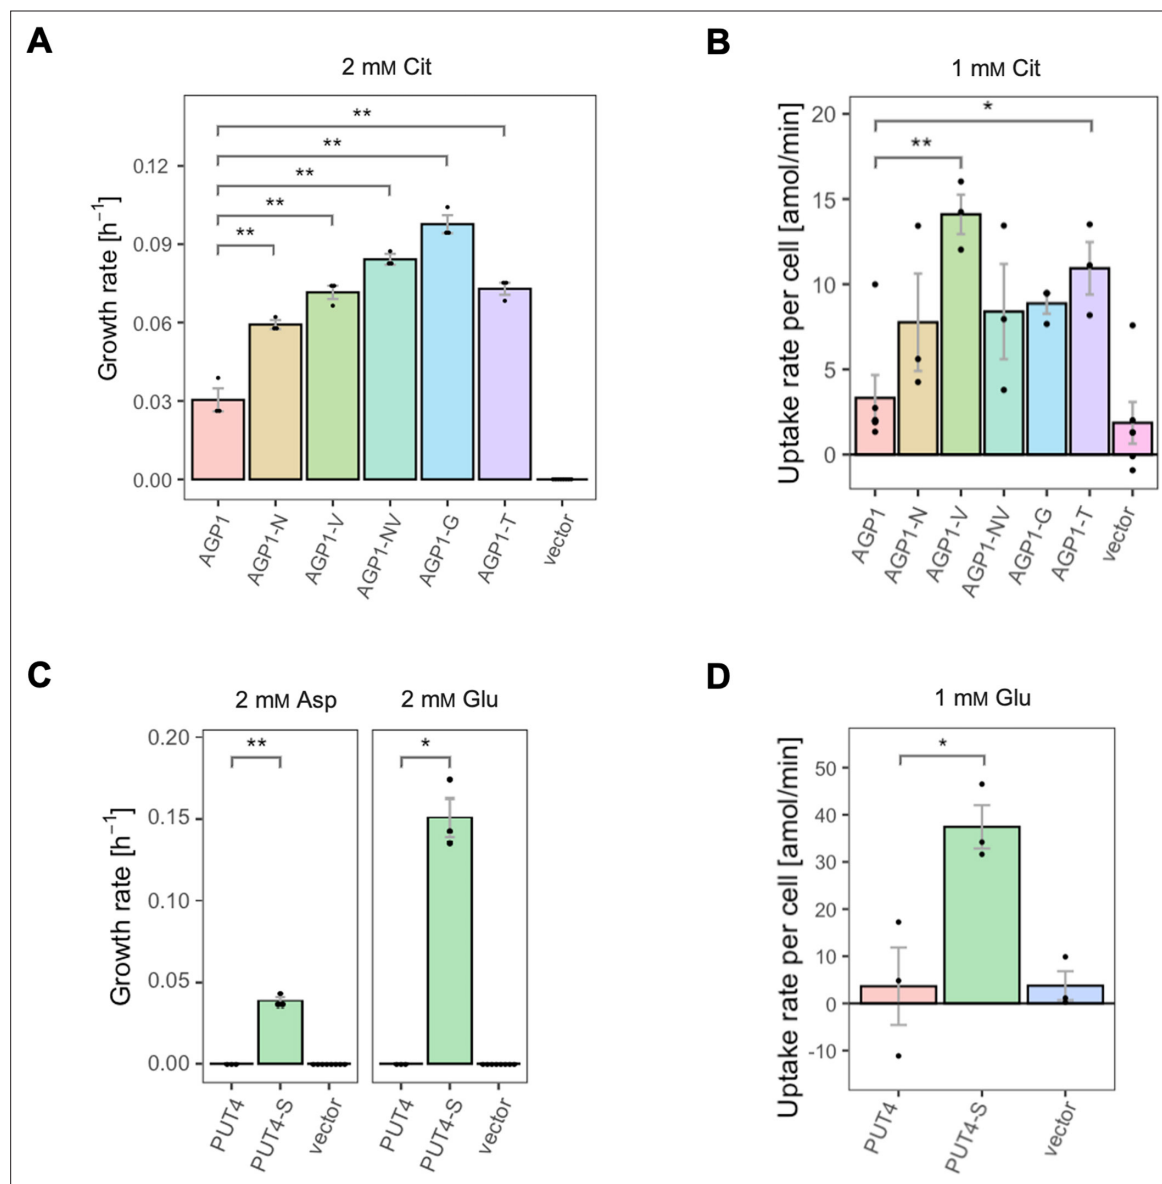 A
2 mM Cit
Growth rate [h⁻¹]
0.12
0.09
0.06
0.03
0.00
**
**
**
**
**
AGP1
AGP1-N
AGP1-V
AGP1-NV
AGP1-G
AGP1-T
vector
B
1 mM Cit
Uptake rate per cell [amol/min]
20
15
10
5
0
*
**
AGP1
AGP1-N
AGP1-V
AGP1-NV
AGP1-G
AGP1-T
vector
C
2 mM Asp
2 mM Glu
Growth rate [h⁻¹]
0.20
0.15
0.10
0.05
0.00
**
*
PUT4
PUT4-S
vector
PUT4
PUT4-S
vector
D
1 mM Glu
Uptake rate per cell [amol/min]
50
40
30
20
10
0
-10
*
PUT4
PUT4-S
vector